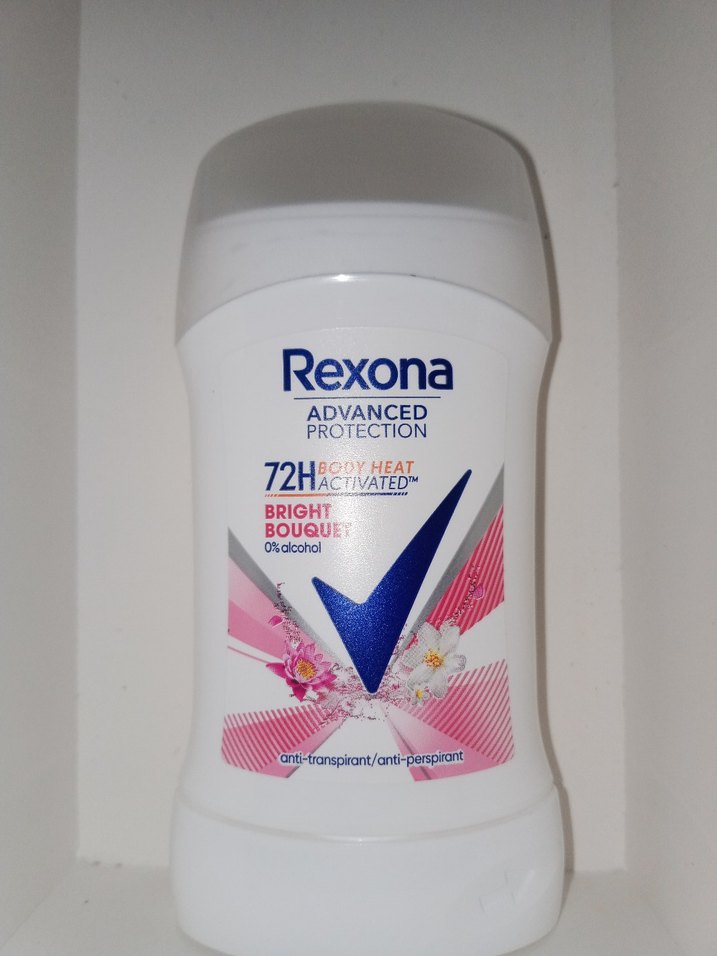 Rexona
ADVANCED
PROTECTION
72H BODY HEAT
ACTIVATED™
BRIGHT
BOUQUET
0% alcohol
anti-transpirant/anti-perspirant